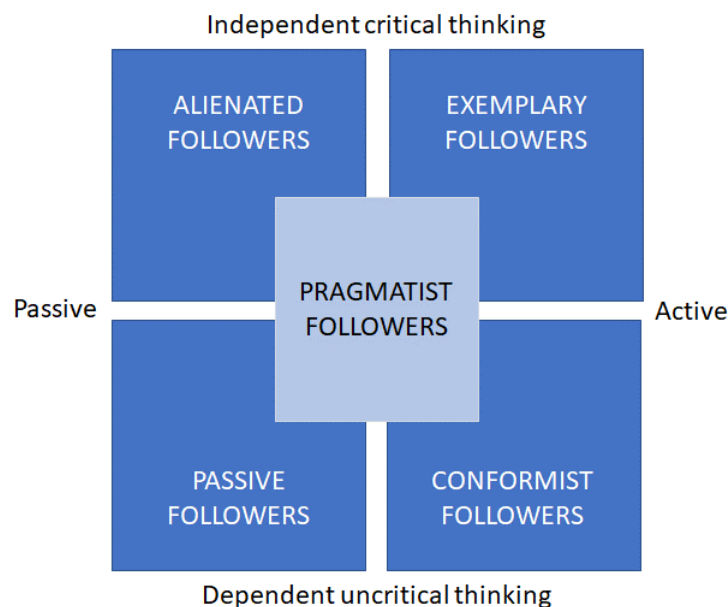 Independent critical thinking
ALIENATED
FOLLOWERS
EXEMPLARY
FOLLOWERS
Passive
PRAGMATIST
FOLLOWERS
Active
PASSIVE
FOLLOWERS
CONFORMIST
FOLLOWERS
Dependent uncritical thinking